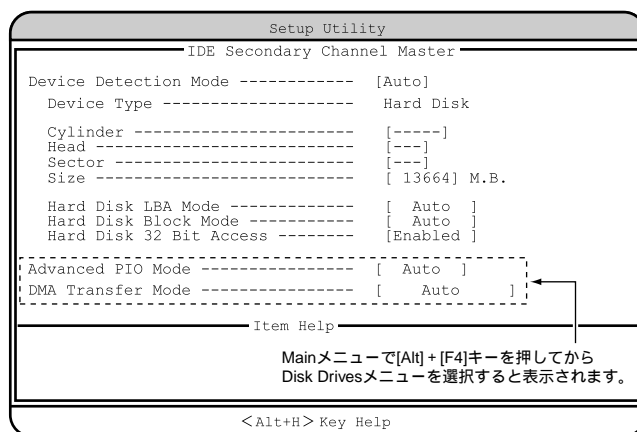 Setup Utility
IDE Secondary Channel Master
Device Detection Mode ------------ [Auto]
Device Type -------------------- Hard Disk
Cylinder ----------------------- [-----]
Head --------------------------- [---]
Sector ------------------------- [---]
Size --------------------------- [ 13664] M.B.
Hard Disk LBA Mode ------------- [ Auto ]
Hard Disk Block Mode ----------- [ Auto ]
Hard Disk 32 Bit Access -------- [Enabled ]
Advanced PIO Mode ---------------- [ Auto ]
DMA Transfer Mode ---------------- [ Auto ]
Item Help
Mainメニューで[Alt]+[F4]キーを押してから
Disk Drivesメニューを選択すると表示されます。
<Alt+H> Key Help